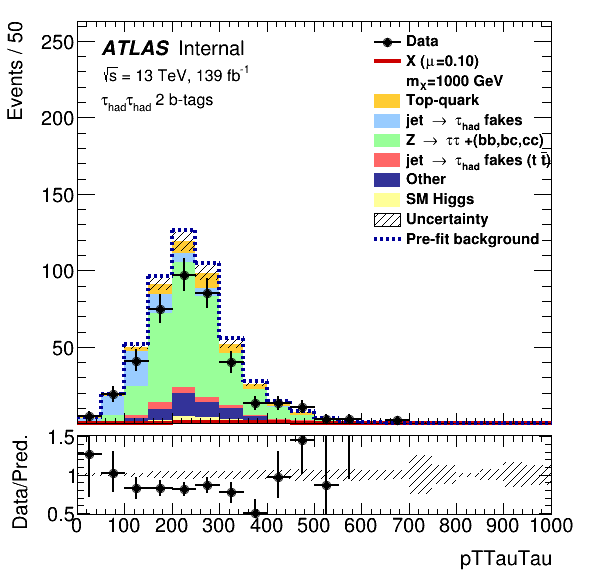 Events / 50
250
200
150
100
50
ATLAS Internal
√s = 13 TeV, 139 fb⁻¹
τhadτhad 2 b-tags
Data
X (μ=0.10)
mX=1000 GeV
Top-quark
jet → τhad fakes
Z → ττ +(bb,bc,cc)
jet → τhad fakes (t t̄)
Other
SM Higgs
Uncertainty
Pre-fit background
Data/Pred.
1.5
1
0.5
0 100 200 300 400 500 600 700 800 900 1000
pTTauTau